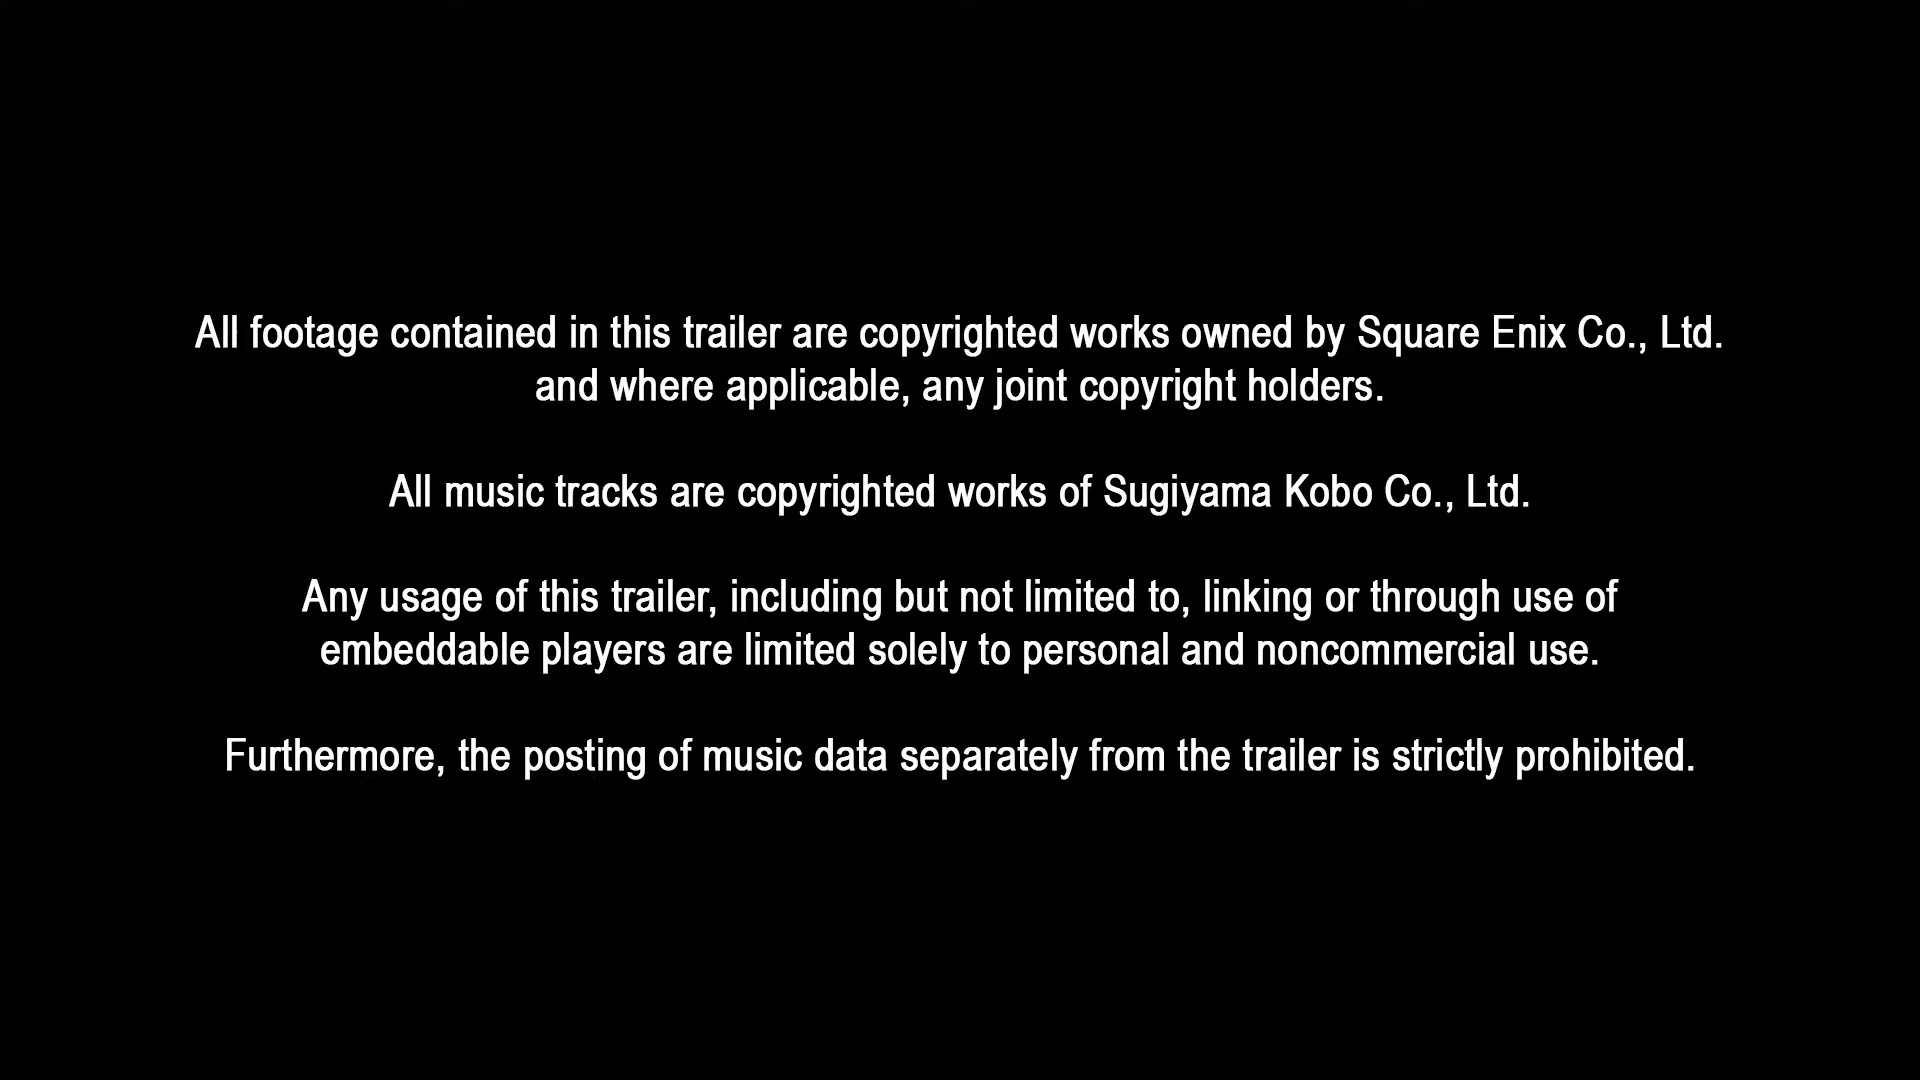 All footage contained in this trailer are copyrighted works owned by Square Enix Co., Ltd.
and where applicable, any joint copyright holders.
All music tracks are copyrighted works of Sugiyama Kobo Co., Ltd.
Any usage of this trailer, including but not limited to, linking or through use of
embeddable players are limited solely to personal and noncommercial use.
Furthermore, the posting of music data separately from the trailer is strictly prohibited.